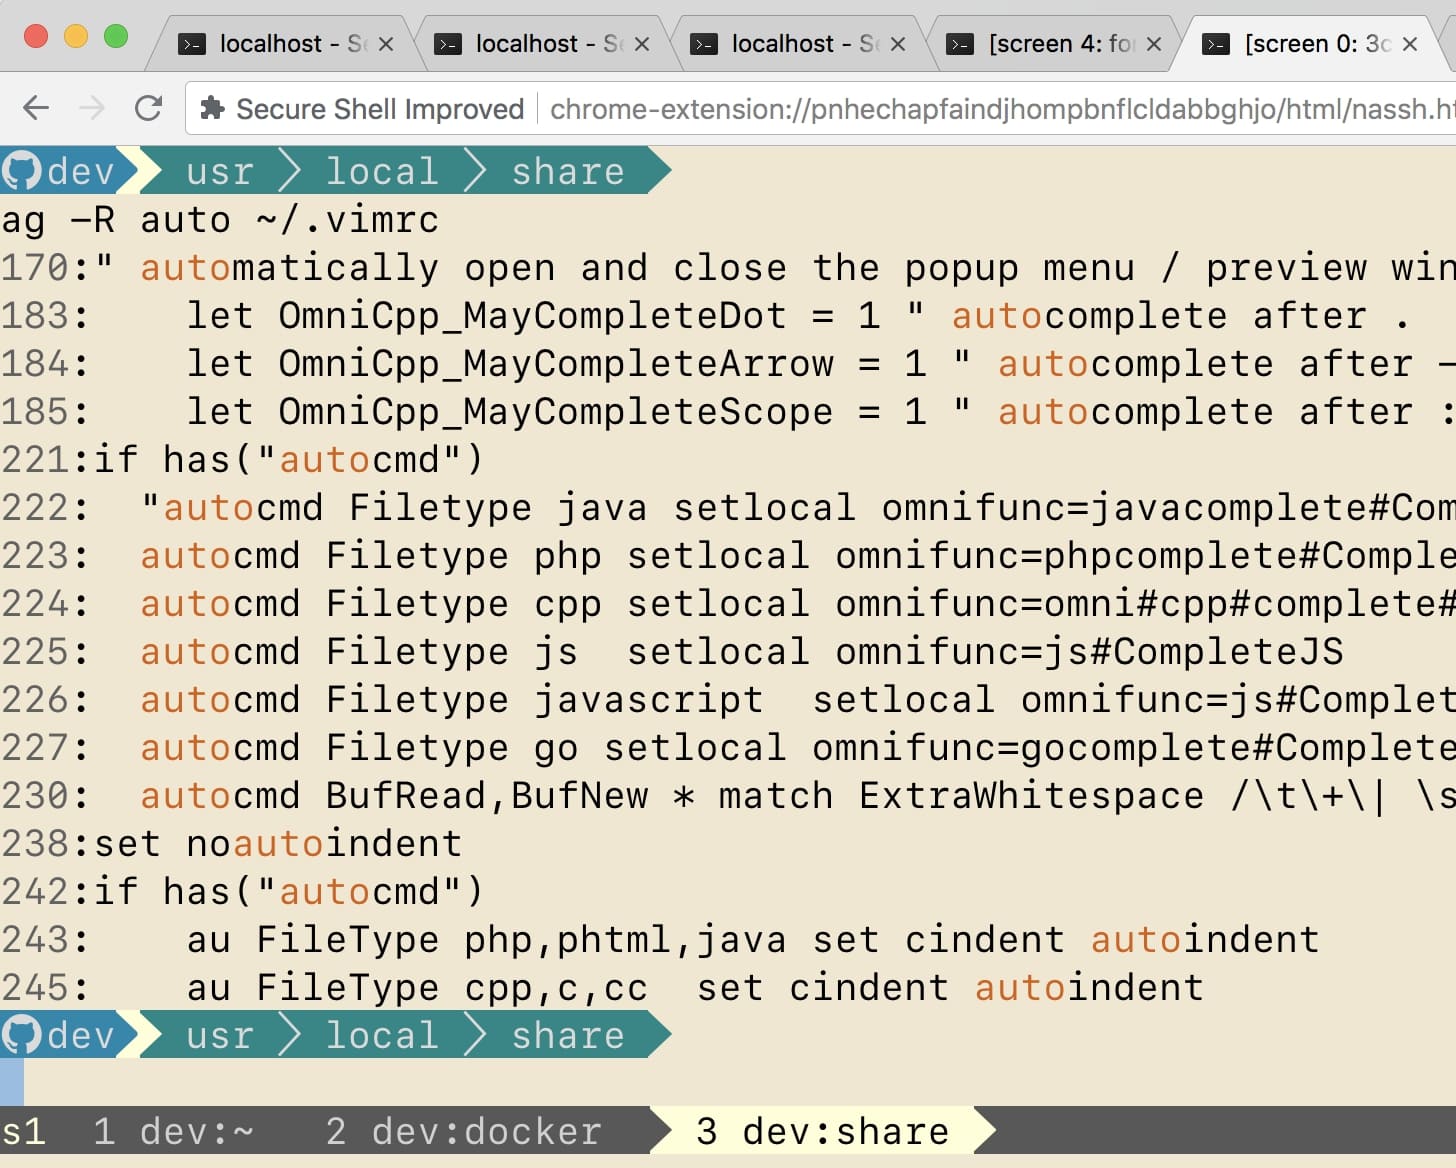 localhost - S
localhost - S
localhost - S
[screen 4: fo
[screen 0: 3c
Secure Shell Improved
chrome-extension://pnhechapfaindjhompbnflcldabbghjo/html/nassh.h
dev usr local share
ag -R auto ~/.vimrc
170:" automatically open and close the popup menu / preview win
183:    let OmniCpp_MayCompleteDot = 1 " autocomplete after .
184:    let OmniCpp_MayCompleteArrow = 1 " autocomplete after -
185:    let OmniCpp_MayCompleteScope = 1 " autocomplete after :
221:if has("autocmd")
222:  "autocmd Filetype java setlocal omnifunc=javacomplete#Com
223:  autocmd Filetype php setlocal omnifunc=phpcomplete#Comple
224:  autocmd Filetype cpp setlocal omnifunc=omni#cpp#complete#
225:  autocmd Filetype js  setlocal omnifunc=js#CompleteJS
226:  autocmd Filetype javascript  setlocal omnifunc=js#Complet
227:  autocmd Filetype go setlocal omnifunc=gocomplete#Complete
230:  autocmd BufRead,BufNew * match ExtraWhitespace /\t\+\| \s
238:set noautoindent
242:if has("autocmd")
243:    au FileType php,phtml,java set cindent autoindent
245:    au FileType cpp,c,cc  set cindent autoindent
dev usr local share
s1  1 dev:~   2 dev:docker    3 dev:share